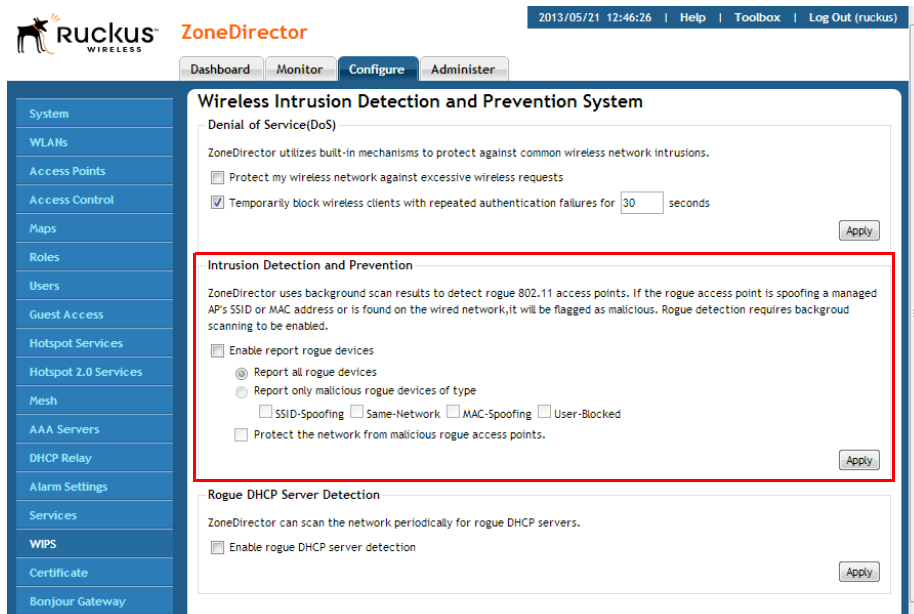 2013/05/21 12:46:26 | Help | Toolbox | Log Out (ruckus)
RUCKUS WIRELESS
ZoneDirector
Dashboard Monitor Configure Administer
System
WLANs
Access Points
Access Control
Maps
Roles
Users
Guest Access
Hotspot Services
Hotspot 2.0 Services
Mesh
AAA Servers
DHCP Relay
Alarm Settings
Services
WIPS
Certificate
Bonjour Gateway
Wireless Intrusion Detection and Prevention System
Denial of Service(DoS)
ZoneDirector utilizes built-in mechanisms to protect against common wireless network intrusions.
Protect my wireless network against excessive wireless requests
Temporarily block wireless clients with repeated authentication failures for 30 seconds
Apply
Intrusion Detection and Prevention
ZoneDirector uses background scan results to detect rogue 802.11 access points. If the rogue access point is spoofing a managed
AP's SSID or MAC address or is found on the wired network,it will be flagged as malicious. Rogue detection requires backgroud
scanning to be enabled.
Enable report rogue devices
Report all rogue devices
Report only malicious rogue devices of type
SSID-Spoofing Same-Network MAC-Spoofing User-Blocked
Protect the network from malicious rogue access points.
Apply
Rogue DHCP Server Detection
ZoneDirector can scan the network periodically for rogue DHCP servers.
Enable rogue DHCP server detection
Apply